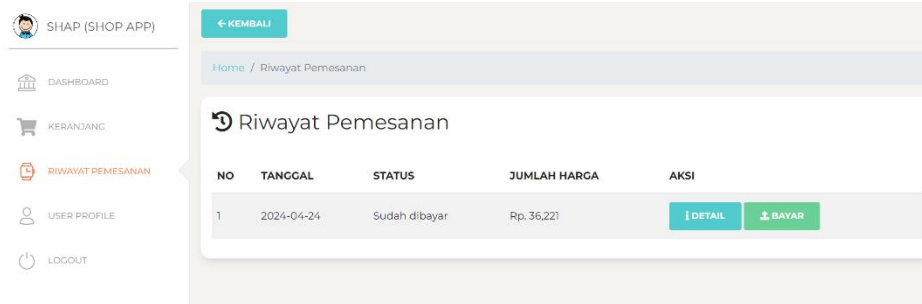 SHAP (SHOP APP)
DASHBOARD
KERANJANG
RIWAYAT PEMESANAN
USER PROFILE
LOGOUT
KEMBALI
Home / Riwayat Pemesanan
Riwayat Pemesanan
NO TANGGAL STATUS JUMLAH HARGA AKSI
1 2024-04-24 Sudah dibayar Rp. 36,221 DETAIL BAYAR